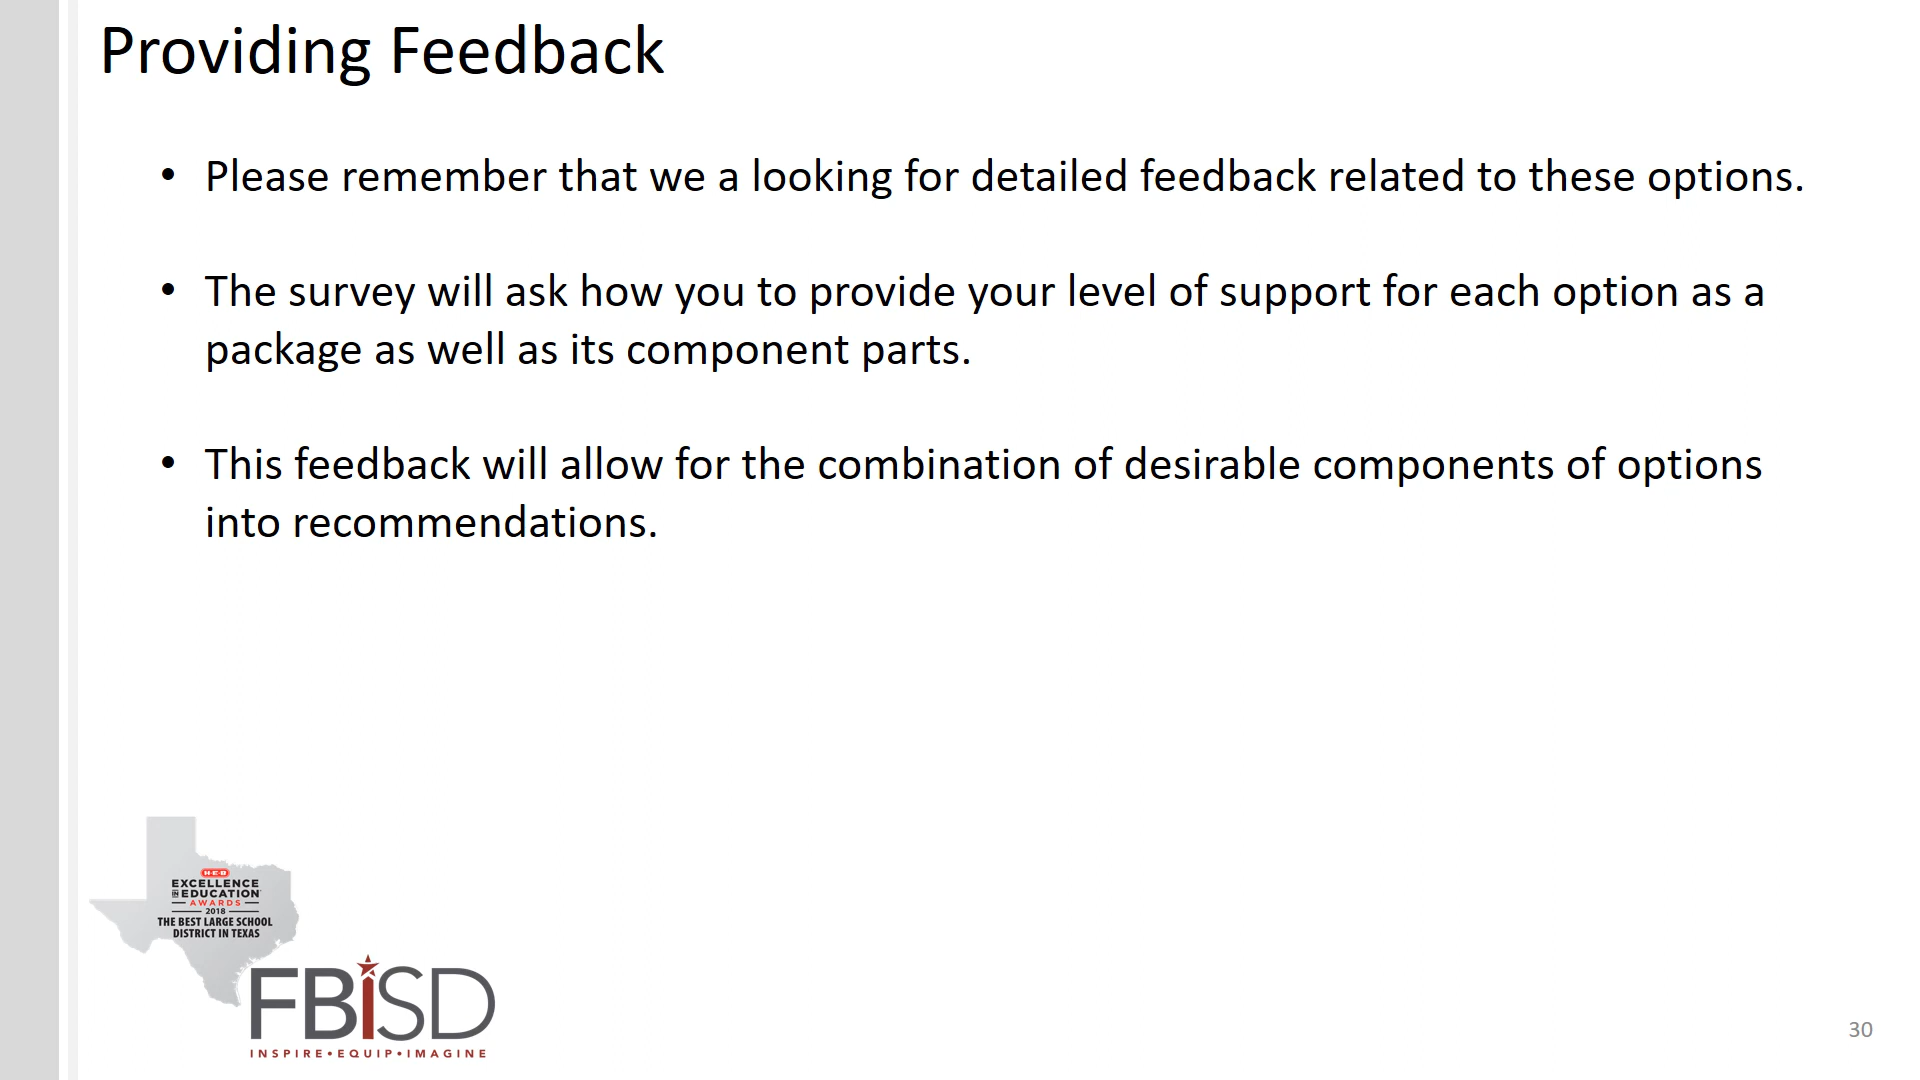 Providing Feedback
• Please remember that we a looking for detailed feedback related to these options.
• The survey will ask how you to provide your level of support for each option as a
package as well as its component parts.
• This feedback will allow for the combination of desirable components of options
into recommendations.
H-E-B
EXCELLENCE
IN EDUCATION
AWARDS
2018
THE BEST LARGE SCHOOL
DISTRICT IN TEXAS
FBiSD
INSPIRE•EQUIP•IMAGINE
30